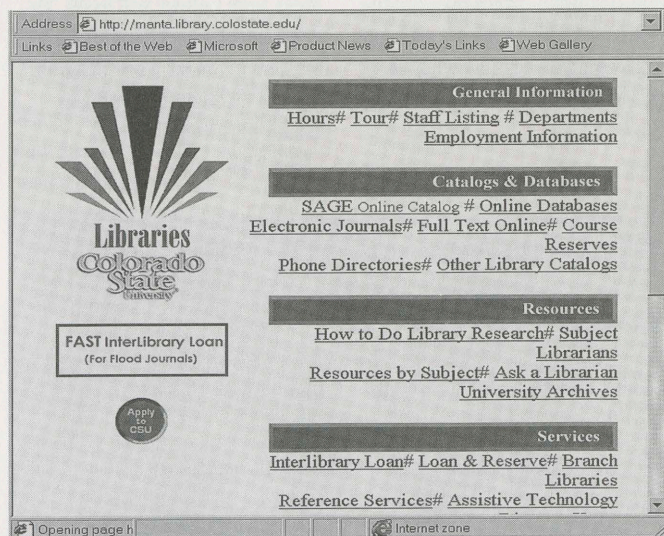 Address http://manta.library.colostate.edu/
Links Best of the Web Microsoft Product News Today's Links Web Gallery
Libraries
Colorado
State
University
FAST InterLibrary Loan
(For Flood Journals)
Apply
to
CSU
General Information
Hours# Tour# Staff Listing # Departments
Employment Information
Catalogs & Databases
SAGE Online Catalog # Online Databases
Electronic Journals# Full Text Online# Course
Reserves
Phone Directories# Other Library Catalogs
Resources
How to Do Library Research# Subject
Librarians
Resources by Subject# Ask a Librarian
University Archives
Services
Interlibrary Loan# Loan & Reserve# Branch
Libraries
Reference Services# Assistive Technology
Opening page h
Internet zone